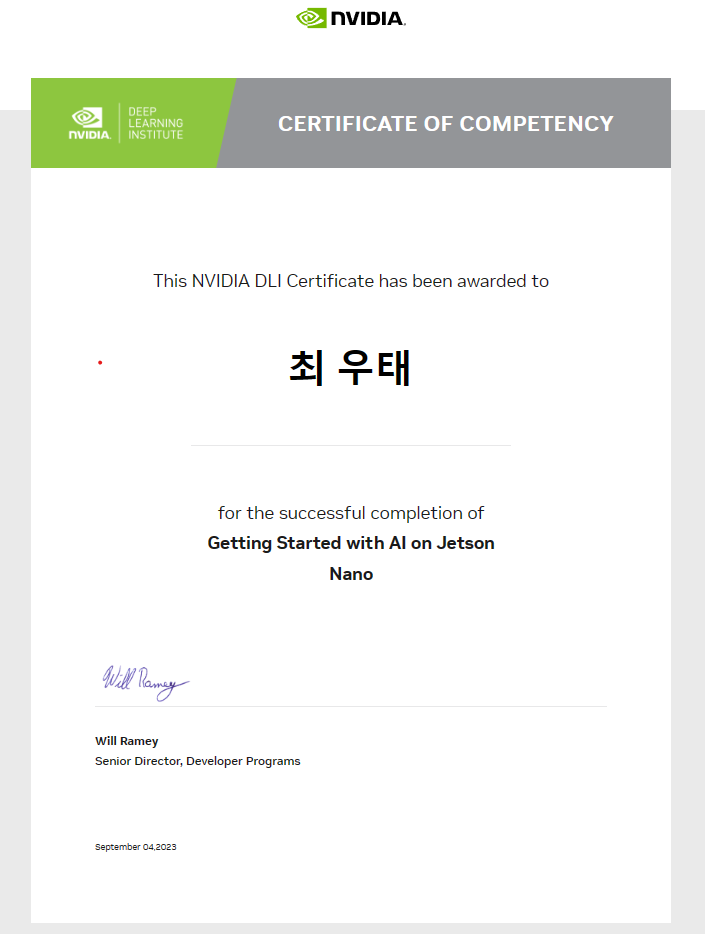 NVIDIA.
NVIDIA.
DEEP
LEARNING
INSTITUTE
CERTIFICATE OF COMPETENCY
This NVIDIA DLI Certificate has been awarded to
최 우태
for the successful completion of
Getting Started with AI on Jetson
Nano
Will Ramey
Will Ramey
Senior Director, Developer Programs
September 04,2023